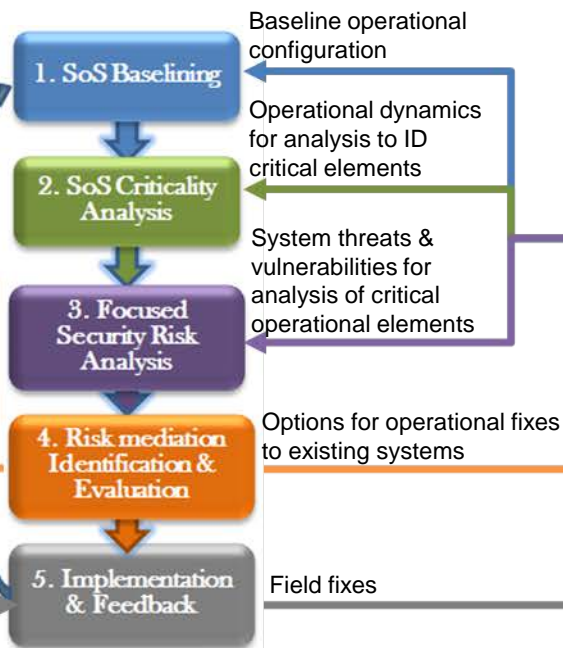 Baseline operational
configuration
1. SoS Baselining
Operational dynamics
for analysis to ID
critical elements
2. SoS Criticality
Analysis
System threats &
vulnerabilities for
analysis of critical
operational elements
3. Focused
Security Risk
Analysis
4. Risk mediation
Identification &
Evaluation
Options for operational fixes
to existing systems
5. Implementation
& Feedback
Field fixes